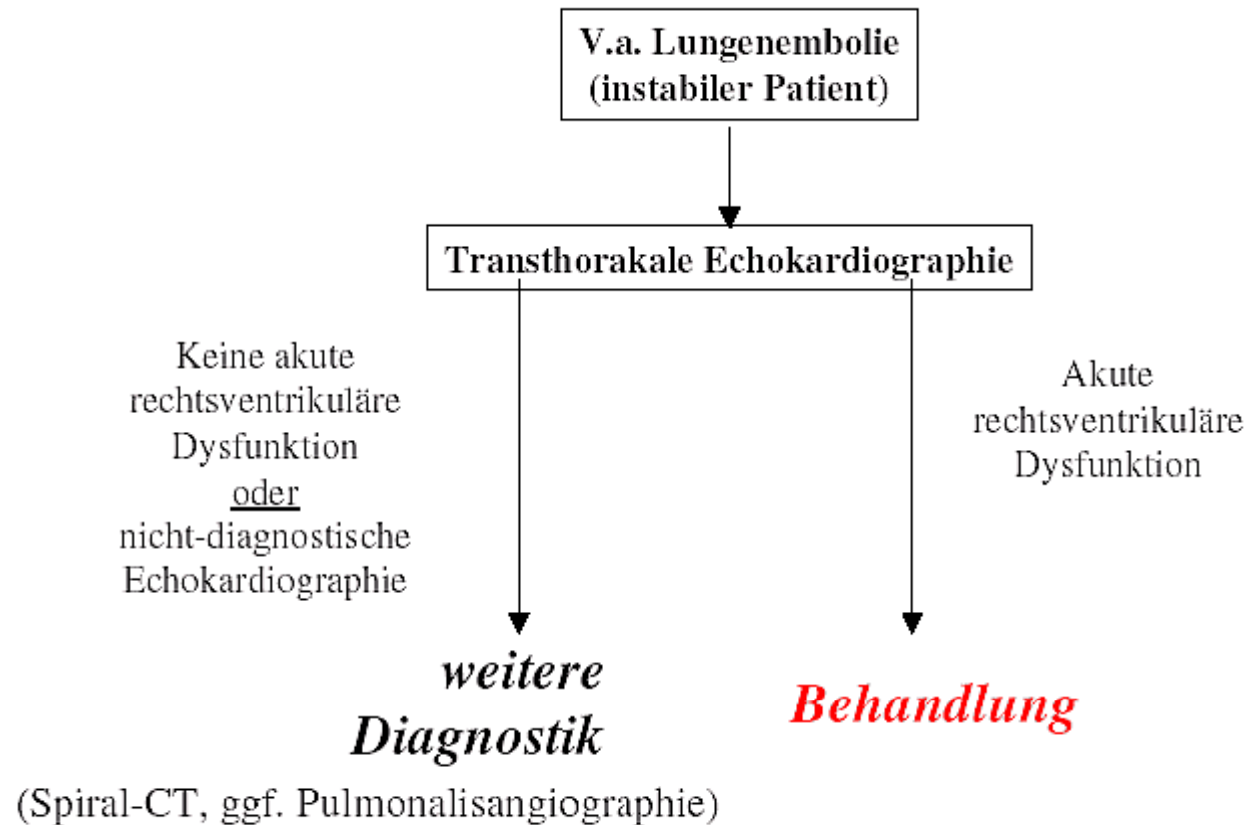 V.a. Lungenembolie
(instabiler Patient)
Transthorakale Echokardiographie
Keine akute
rechtsventrikuläre
Dysfunktion
oder
nicht-diagnostische
Echokardiographie
Akute
rechtsventrikuläre
Dysfunktion
weitere
Diagnostik
(Spiral-CT, ggf. Pulmonalisangiographie)
Behandlung